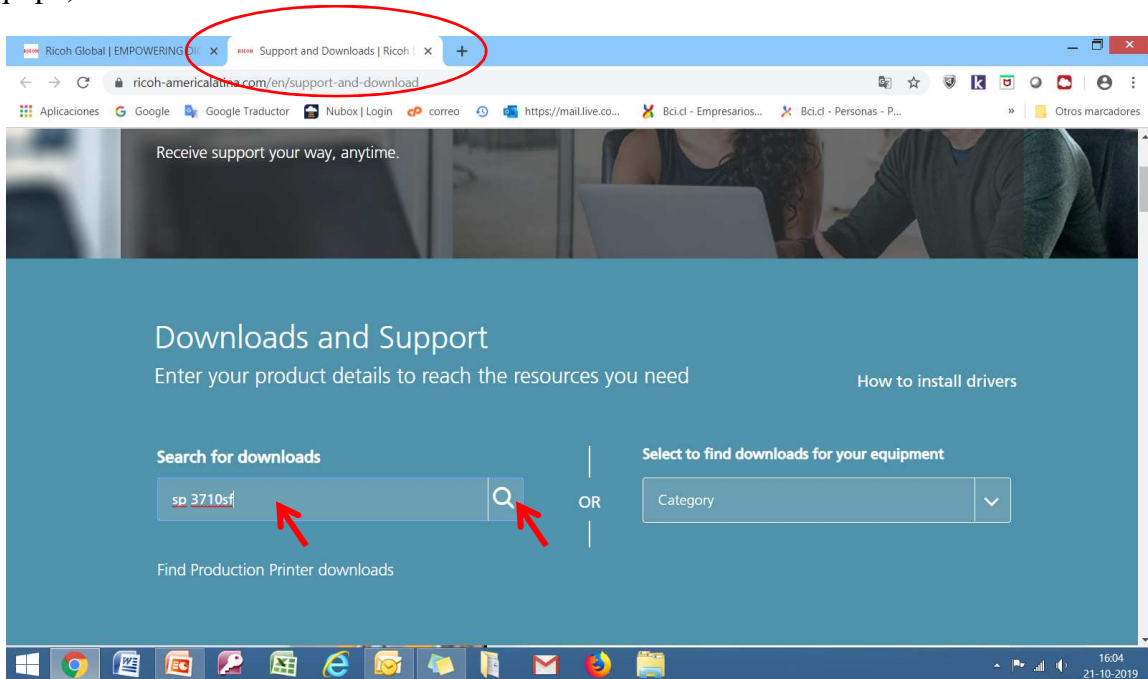 Ricoh Global | EMPOWERING DI
Support and Downloads | Ricoh
ricoh-americalatina.com/en/support-and-download
Aplicaciones Google Google Traductor Nubox | Login correo https://mail.live.co... Bci.cl - Empresarios... Bci.cl - Personas - P... » Otros marcadores
Receive support your way, anytime.
Downloads and Support
Enter your product details to reach the resources you need
How to install drivers
Search for downloads
Select to find downloads for your equipment
sp 3710sf
OR
Category
Find Production Printer downloads
16:04
21-10-2019